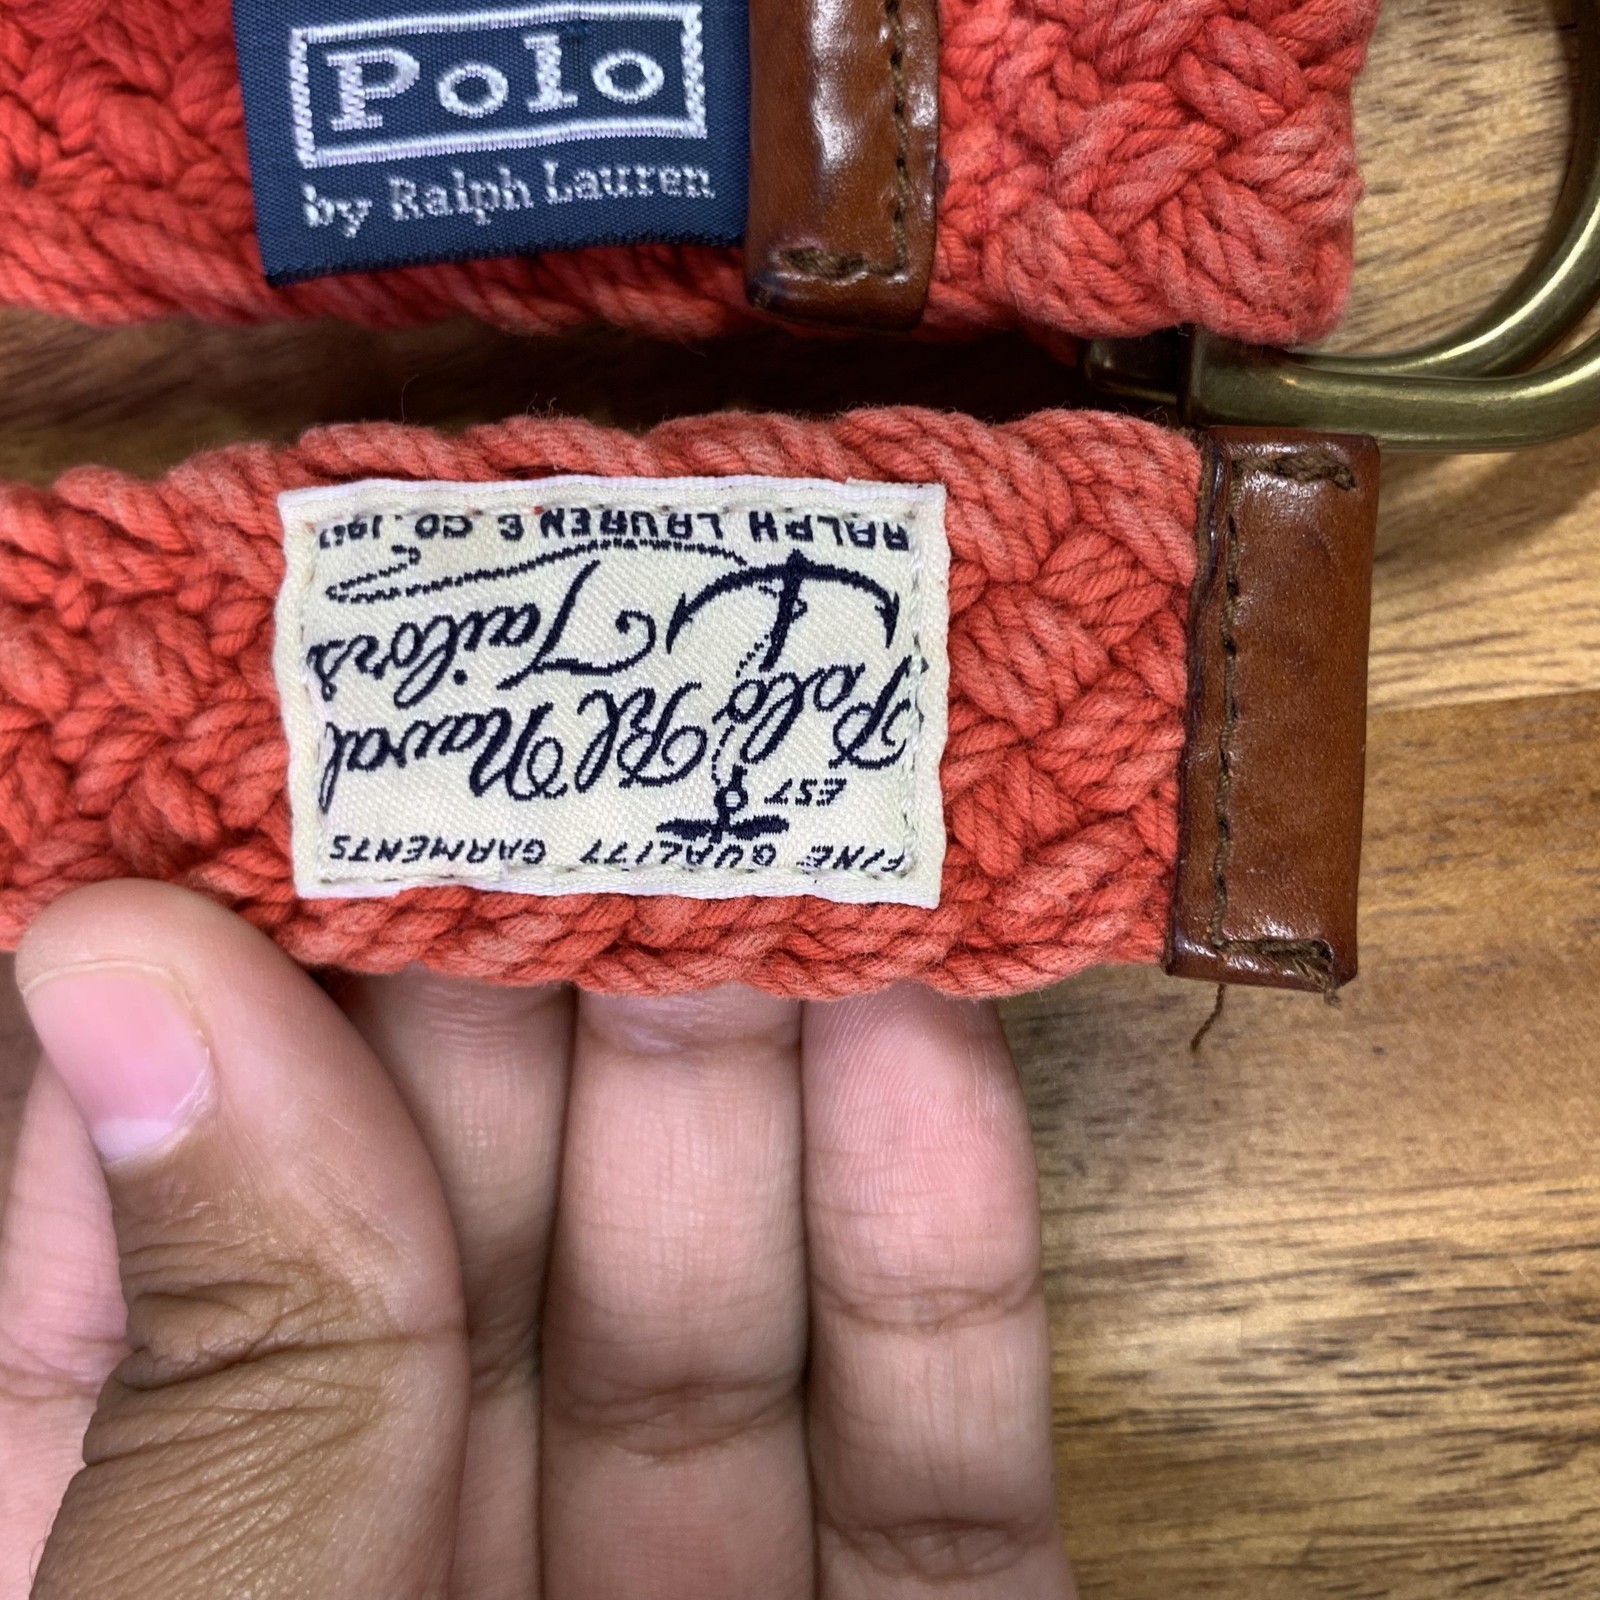 Polo
by Ralph Lauren
FINE QUALITY GARMENTS
EST
Polo Rl Naval
Tailors
RALPH LAUREN & CO. 1967